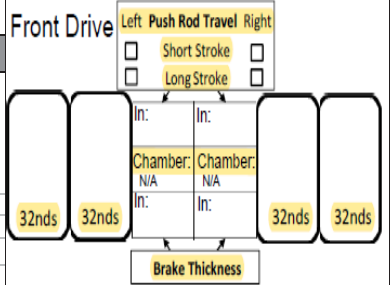 Front Drive
Left Push Rod Travel Right
Short Stroke
Long Stroke
In: In:
Chamber: Chamber:
N/A N/A
In: In:
32nds 32nds 32nds 32nds
Brake Thickness